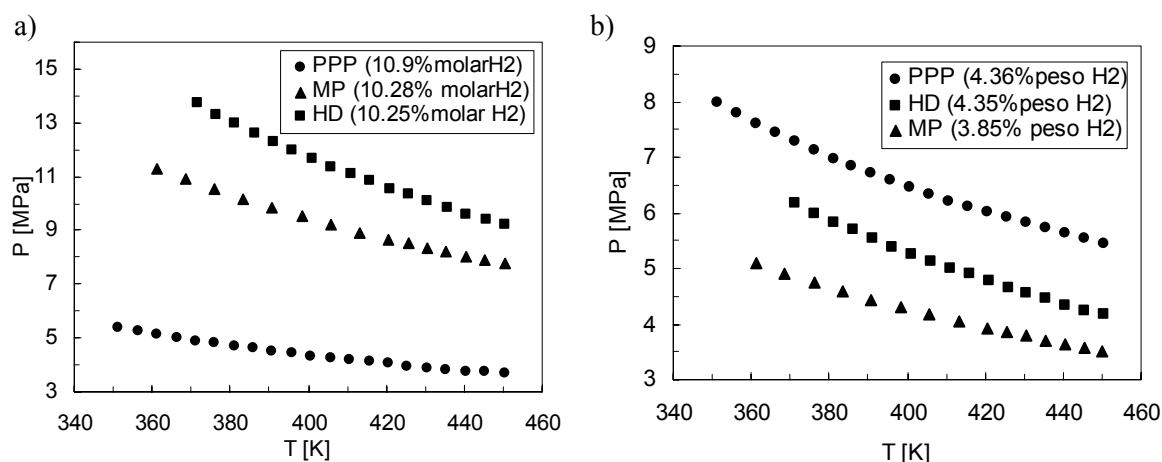 a)
15
13
11
9
7
5
3
P [MPa]
PPP (10.9%molarH2)
MP (10.28% molarH2)
HD (10.25%molar H2)
340 360 380 400 420 440 460
T [K]
b)
9
8
7
6
5
4
3
P [MPa]
PPP (4.36%peso H2)
HD (4.35%peso H2)
MP (3.85% peso H2)
340 360 380 400 420 440 460
T [K]